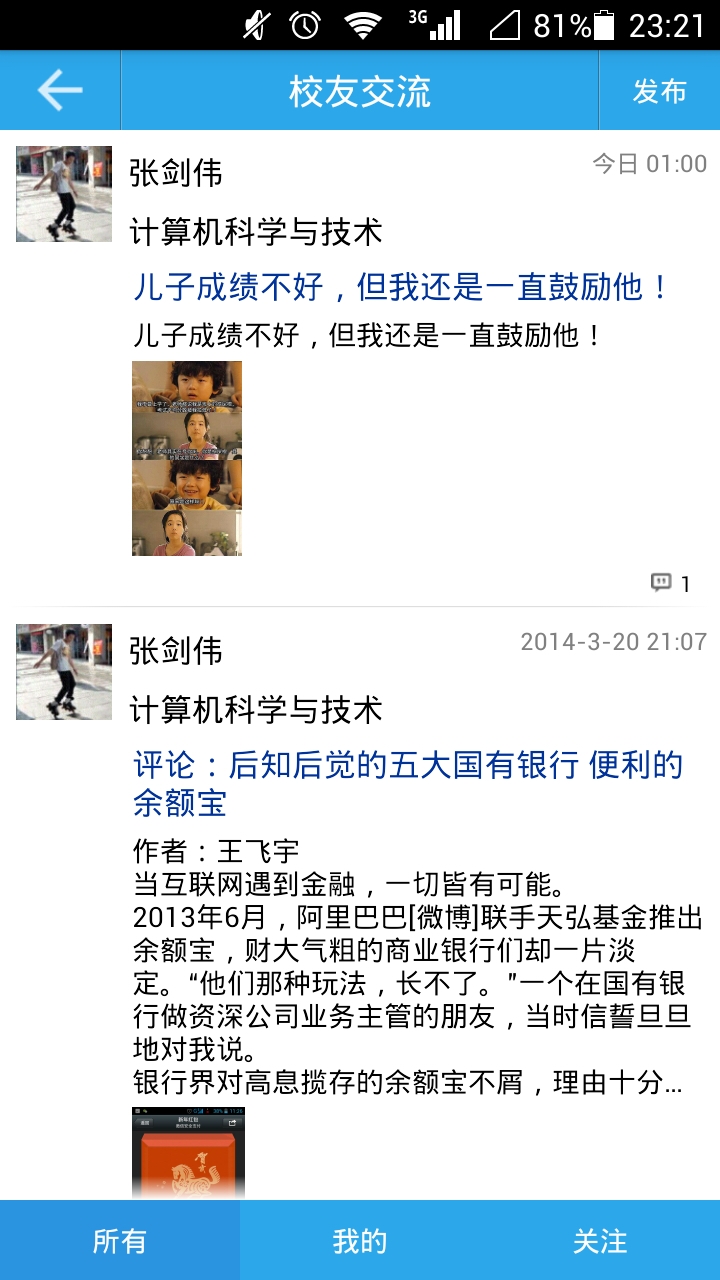 3G 81% 23:21
校友交流
发布
张剑伟
今日 01:00
计算机科学与技术
儿子成绩不好，但我还是一直鼓励他！
儿子成绩不好，但我还是一直鼓励他！
1
张剑伟
2014-3-20 21:07
计算机科学与技术
评论：后知后觉的五大国有银行 便利的
余额宝
作者：王飞宇
当互联网遇到金融，一切皆有可能。
2013年6月，阿里巴巴[微博]联手天弘基金推出
余额宝，财大气粗的商业银行们却一片淡
定。“他们那种玩法，长不了。”一个在国有银
行做资深公司业务主管的朋友，当时信誓旦旦
地对我说。
银行界对高息揽存的余额宝不屑，理由十分...
所有
我的
关注